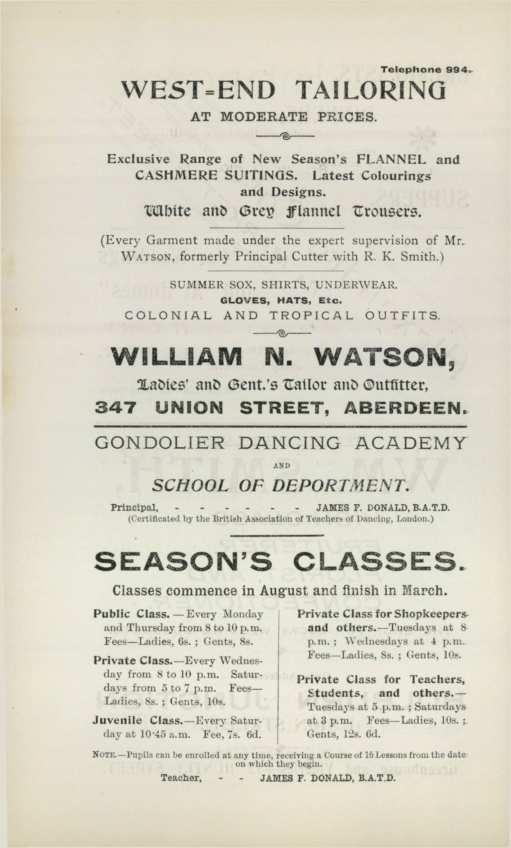 Telephone 994.
WEST=END TAILORING
AT MODERATE PRICES.
Exclusive Range of New Season's FLANNEL and
CASHMERE SUITINGS. Latest Colourings
and Designs.
White and Grey Flannel Trousers.
(Every Garment made under the expert supervision of Mr.
WATSON, formerly Principal Cutter with R. K. Smith.)
SUMMER SOX, SHIRTS, UNDERWEAR.
GLOVES, HATS, Etc.
COLONIAL AND TROPICAL OUTFITS.
WILLIAM N. WATSON,
Ladies' and Gent.'s Tailor and Outfitter,
347 UNION STREET, ABERDEEN.
GONDOLIER DANCING ACADEMY
AND
SCHOOL OF DEPORTMENT.
Principal, - - - - - - JAMES F. DONALD, B.A.T.D.
(Certificated by the British Association of Teachers of Dancing, London.)
SEASON'S CLASSES.
Classes commence in August and finish in March.
Public Class.—Every Monday
and Thursday from 8 to 10 p.m.
Fees—Ladies, 6s.; Gents, 8s.
Private Class.—Every Wednes-
day from 8 to 10 p.m. Satur-
days from 5 to 7 p.m. Fees—
Ladies, 8s.; Gents, 10s.
Juvenile Class.—Every Satur-
day at 10·45 a.m. Fee, 7s. 6d.
Private Class for Shopkeepers
and others.—Tuesdays at 8
p.m.; Wednesdays at 4 p.m.
Fees—Ladies, 8s.; Gents, 10s.
Private Class for Teachers,
Students, and others.—
Tuesdays at 5 p.m.; Saturdays
at 3 p.m. Fees—Ladies, 10s.;
Gents, 12s. 6d.
NOTE.—Pupils can be enrolled at any time, receiving a Course of 16 Lessons from the date
on which they begin.
Teacher, - - JAMES F. DONALD, B.A.T.D.